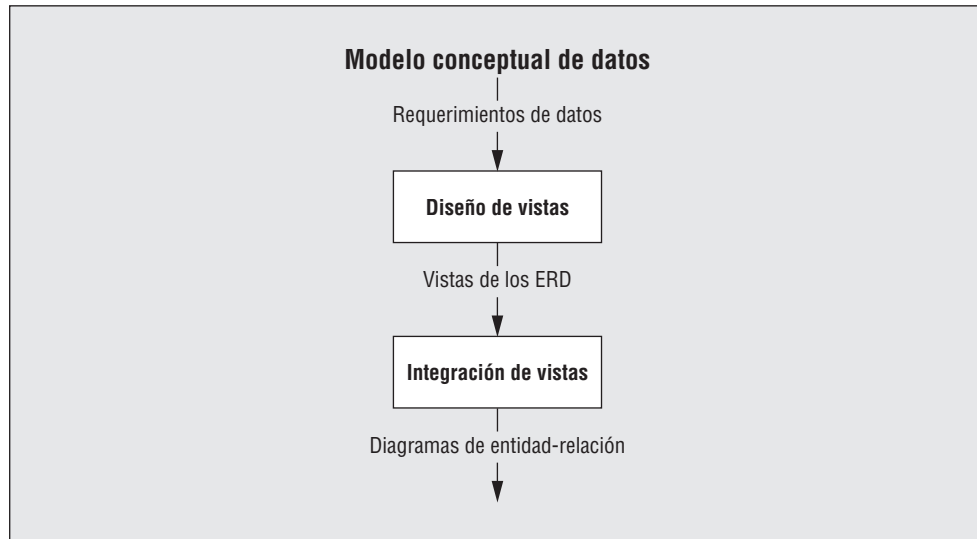 Modelo conceptual de datos
Requerimientos de datos
Diseño de vistas
Vistas de los ERD
Integración de vistas
Diagramas de entidad-relación